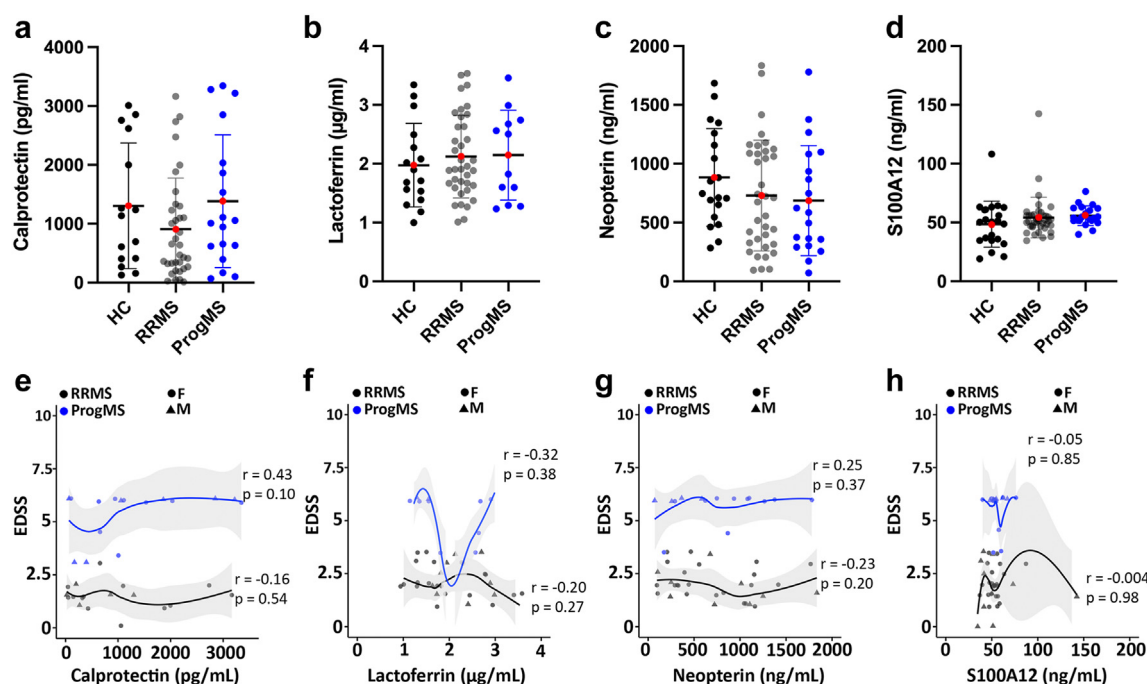 a
Calprotectin (pg/ml)
4000
3000
2000
1000
0
HC
RRMS
ProgMS
b
Lactoferrin (µg/ml)
4
3
2
1
0
HC
RRMS
ProgMS
c
Neopterin (ng/ml)
2000
1500
1000
500
0
HC
RRMS
ProgMS
d
S100A12 (ng/ml)
200
150
100
50
0
HC
RRMS
ProgMS
e
RRMS F
ProgMS M
EDSS
10
7.5
5
2.5
0
r = 0.43
p = 0.10
r = -0.16
p = 0.54
0 1000 2000 3000
Calprotectin (pg/mL)
f
RRMS F
ProgMS M
EDSS
10
7.5
5
2.5
0
r = -0.32
p = 0.38
r = -0.20
p = 0.27
0 1 2 3 4
Lactoferrin (µg/mL)
g
RRMS F
ProgMS M
EDSS
10
7.5
5
2.5
0
r = 0.25
p = 0.37
r = -0.23
p = 0.20
0 500 1000 1500 2000
Neopterin (ng/mL)
h
RRMS F
ProgMS M
EDSS
10
7.5
5
2.5
0
r = -0.05
p = 0.85
r = -0.004
p = 0.98
0 50 100 150 200
S100A12 (ng/mL)